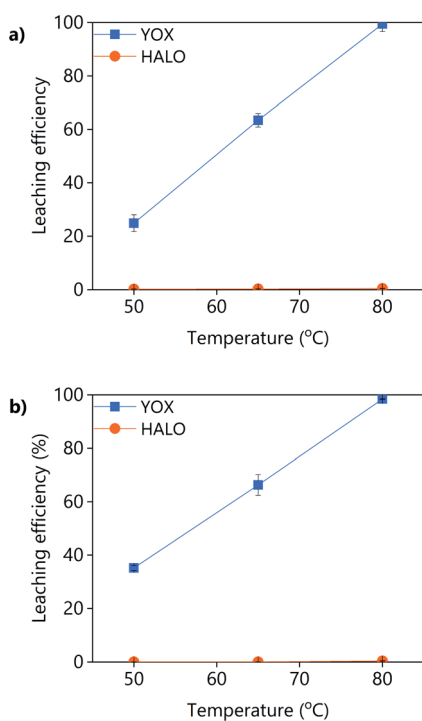 a)
YOX
HALO
Leaching efficiency
100
80
60
40
20
0
50
60
70
80
Temperature (°C)
b)
YOX
HALO
Leaching efficiency (%)
100
80
60
40
20
0
50
60
70
80
Temperature (°C)